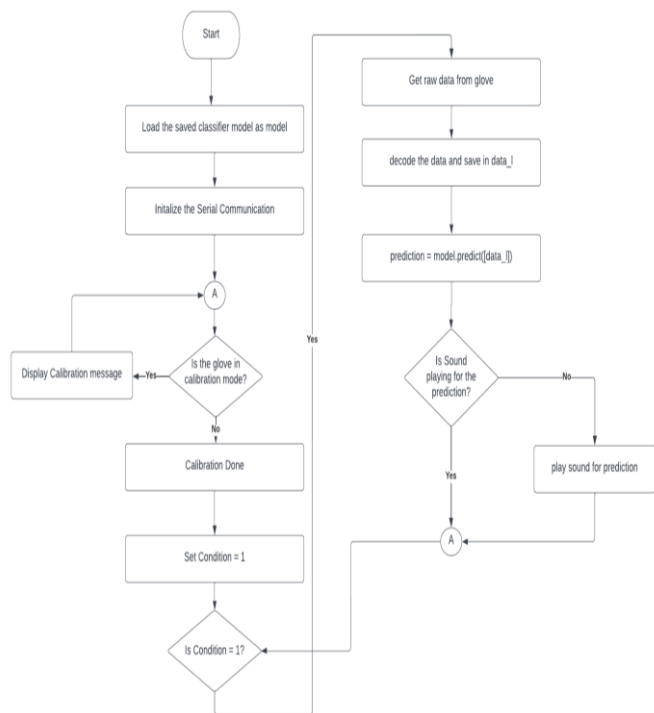 Start
Load the saved classifier model as model
Initalize the Serial Communication
A
Is the glove in
calibration mode?
Yes
Display Calibration message
No
Calibration Done
Set Condition = 1
Is Condition = 1?
Yes
Get raw data from glove
decode the data and save in data_l
prediction = model.predict([data_l])
Is Sound
playing for the
prediction?
No
play sound for prediction
Yes
A